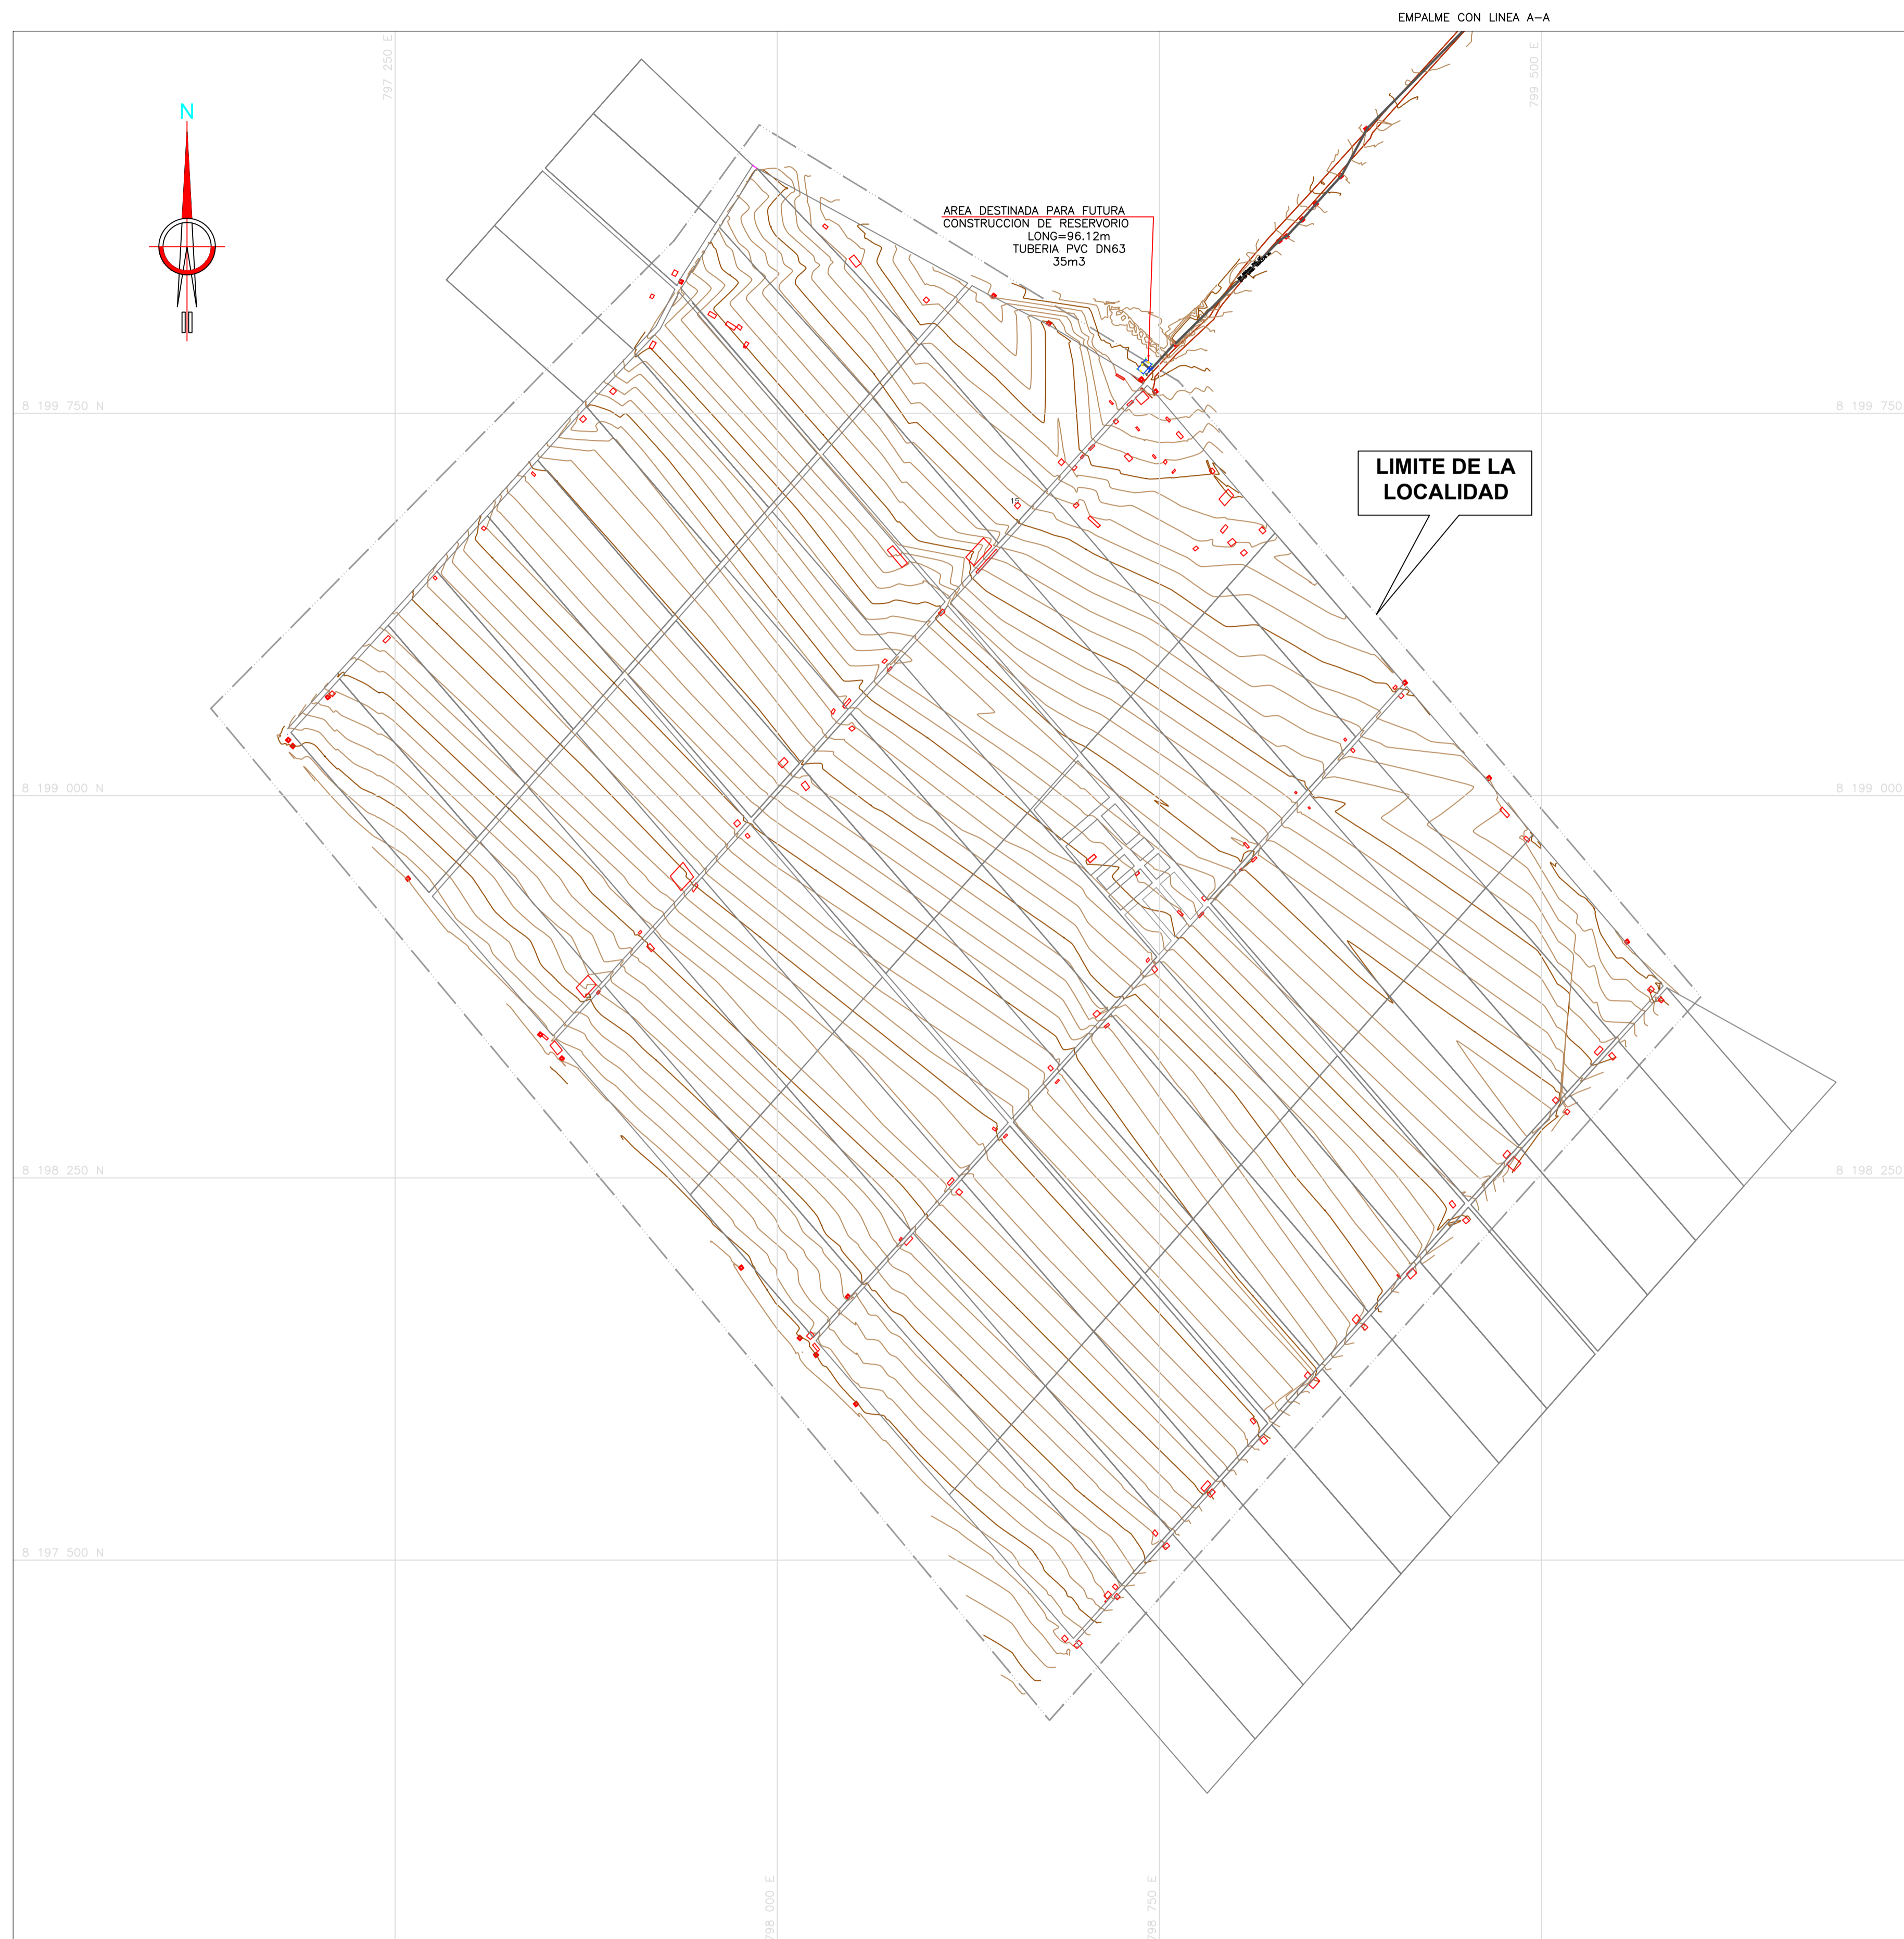 EMPALME CON LINEA A-A
797 250 E
799 500 E
N
AREA DESTINADA PARA FUTURA
CONSTRUCCION DE RESERVORIO
LONG=96.12m
TUBERIA PVC DN63
35m3
8 199 750 N
8 199 750
LIMITE DE LA
LOCALIDAD
15
8 199 000 N
8 199 000
8 198 250 N
8 198 250
8 197 500 N
798 000 E
798 750 E